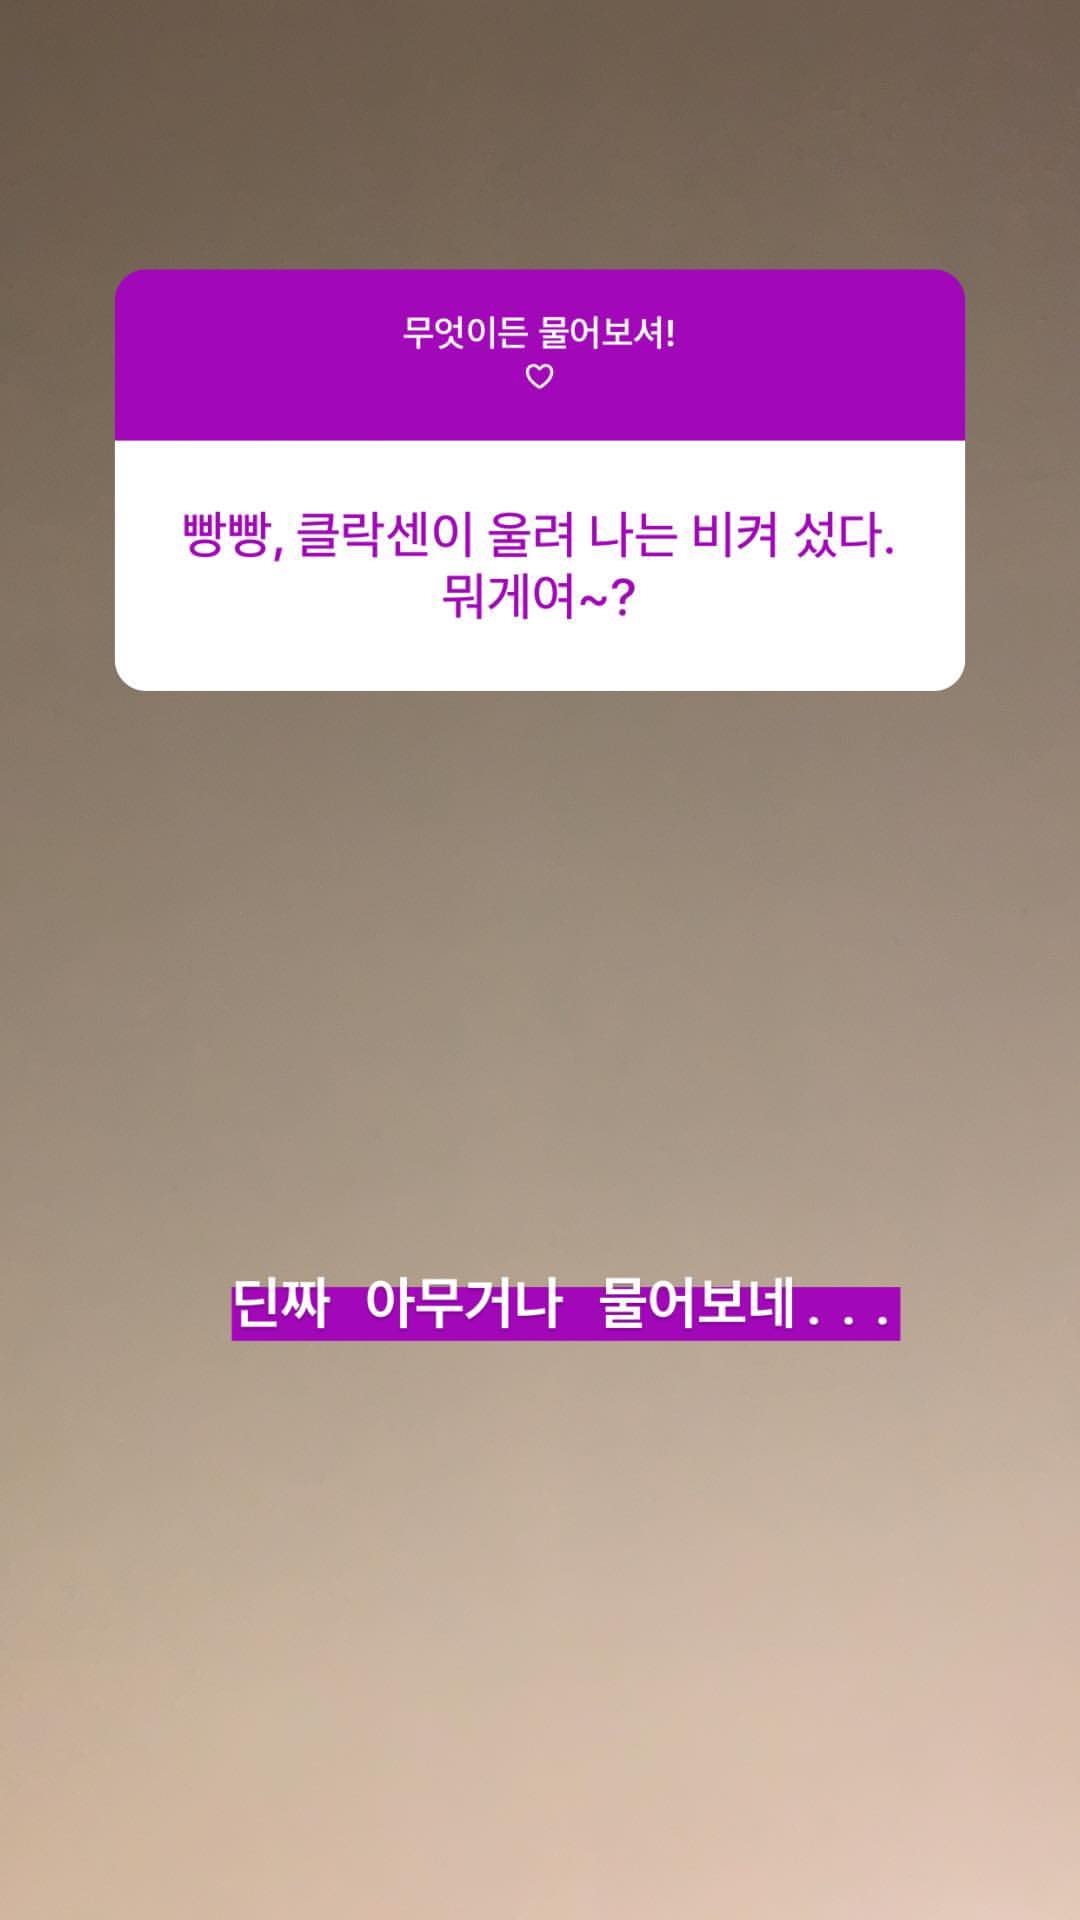 무엇이든 물어보셔!
♡
빵빵, 클락센이 울려 나는 비켜 섰다.
뭐게여~?
딘짜 아무거나 물어보네...